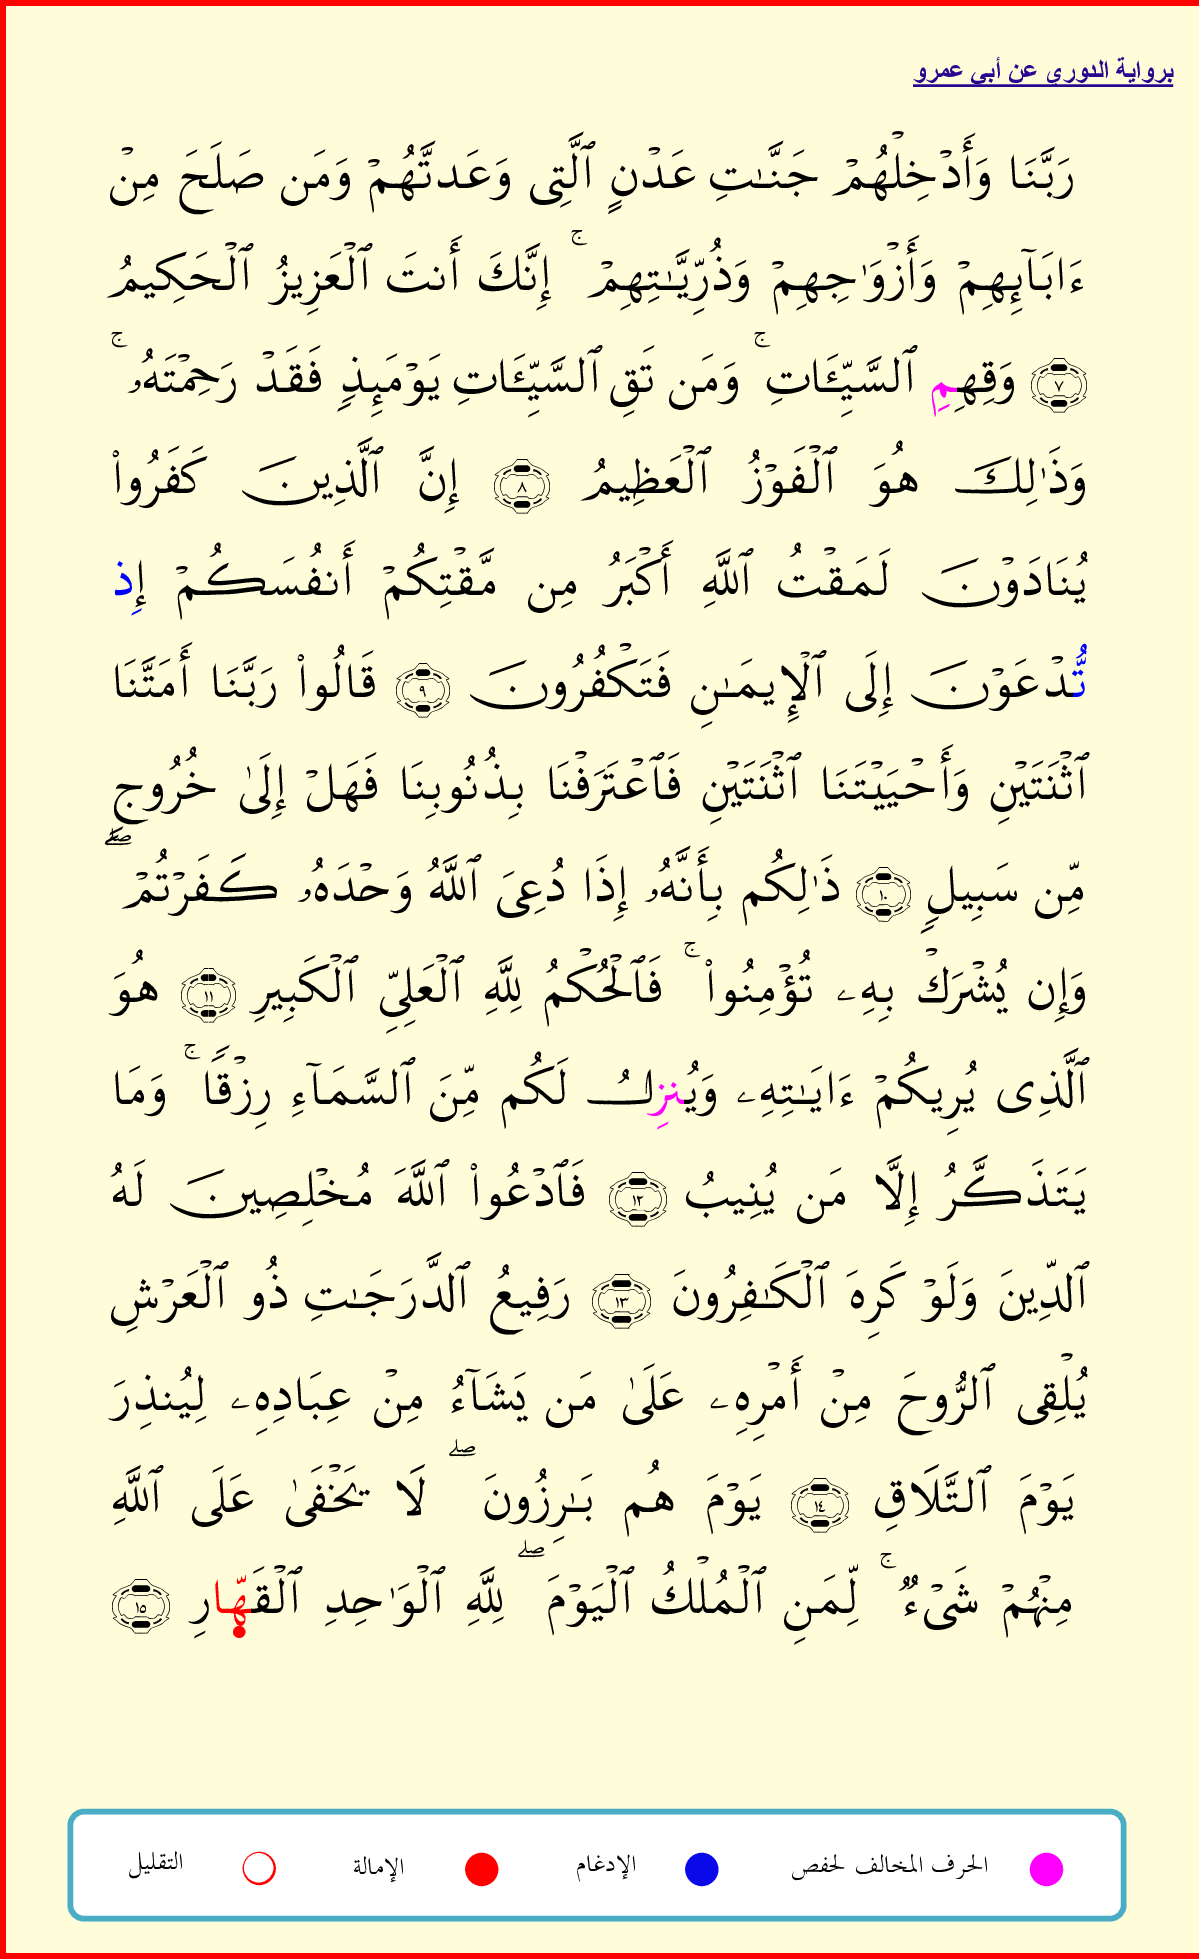 برواية الدوري عن أبي عمرو
رَبَّنَا وَأَدْخِلْهُمْ جَنَّـٰتِ عَدْنٍ ٱلَّتِى وَعَدتَّهُمْ وَمَن صَلَحَ مِنْ
ءَابَآئِهِمْ وَأَزْوَٰجِهِمْ وَذُرِّيَّـٰتِهِمْ ۚ إِنَّكَ أَنتَ ٱلْعَزِيزُ ٱلْحَكِيمُ
٧ وَقِهِمِ ٱلسَّيِّـَٔاتِ ۚ وَمَن تَقِ ٱلسَّيِّـَٔاتِ يَوْمَئِذٍ فَقَدْ رَحِمْتَهُۥ ۚ
وَذَٰلِكَ هُوَ ٱلْفَوْزُ ٱلْعَظِيمُ ٨ إِنَّ ٱلَّذِينَ كَفَرُوا۟
يُنَادَوْنَ لَمَقْتُ ٱللَّهِ أَكْبَرُ مِن مَّقْتِكُمْ أَنفُسَكُمْ إِذ
تُّدْعَوْنَ إِلَى ٱلْإِيمَـٰنِ فَتَكْفُرُونَ ٩ قَالُوا۟ رَبَّنَا أَمَتَّنَا
ٱثْنَتَيْنِ وَأَحْيَيْتَنَا ٱثْنَتَيْنِ فَٱعْتَرَفْنَا بِذُنُوبِنَا فَهَلْ إِلَىٰ خُرُوجٍ
مِّن سَبِيلٍ ١٠ ذَٰلِكُم بِأَنَّهُۥ إِذَا دُعِىَ ٱللَّهُ وَحْدَهُۥ كَفَرْتُمْ ۖ
وَإِن يُشْرَكْ بِهِۦ تُؤْمِنُوا۟ ۚ فَٱلْحُكْمُ لِلَّهِ ٱلْعَلِىِّ ٱلْكَبِيرِ ١١ هُوَ
ٱلَّذِى يُرِيكُمْ ءَايَـٰتِهِۦ وَيُنزِلُ لَكُم مِّنَ ٱلسَّمَآءِ رِزْقًا ۚ وَمَا
يَتَذَكَّرُ إِلَّا مَن يُنِيبُ ١٢ فَٱدْعُوا۟ ٱللَّهَ مُخْلِصِينَ لَهُ
ٱلدِّينَ وَلَوْ كَرِهَ ٱلْكَـٰفِرُونَ ١٣ رَفِيعُ ٱلدَّرَجَـٰتِ ذُو ٱلْعَرْشِ
يُلْقِى ٱلرُّوحَ مِنْ أَمْرِهِۦ عَلَىٰ مَن يَشَآءُ مِنْ عِبَادِهِۦ لِيُنذِرَ
يَوْمَ ٱلتَّلَاقِ ١٤ يَوْمَ هُم بَـٰرِزُونَ ۖ لَا يَخْفَىٰ عَلَى ٱللَّهِ
مِنْهُمْ شَىْءٌ ۚ لِّمَنِ ٱلْمُلْكُ ٱلْيَوْمَ ۖ لِلَّهِ ٱلْوَٰحِدِ ٱلْقَهَّارِ ١٥
الحرف المخالف لحفص الإدغام الإمالة التقليل